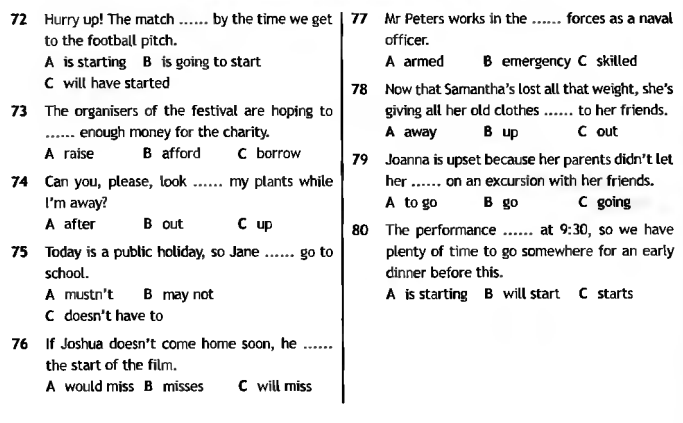 72 Hurry up! The match ...... by the time we get
to the football pitch.
A is starting B is going to start
C will have started
73 The organisers of the festival are hoping to
...... enough money for the charity.
A raise B afford C borrow
74 Can you, please, look ...... my plants while
I'm away?
A after B out C up
75 Today is a public holiday, so Jane ...... go to
school.
A mustn't B may not
C doesn't have to
76 If Joshua doesn't come home soon, he ......
the start of the film.
A would miss B misses C will miss
77 Mr Peters works in the ...... forces as a naval
officer.
A armed B emergency C skilled
78 Now that Samantha's lost all that weight, she's
giving all her old clothes ...... to her friends.
A away B up C out
79 Joanna is upset because her parents didn't let
her ...... on an excursion with her friends.
A to go B go C going
80 The performance ...... at 9:30, so we have
plenty of time to go somewhere for an early
dinner before this.
A is starting B will start C starts